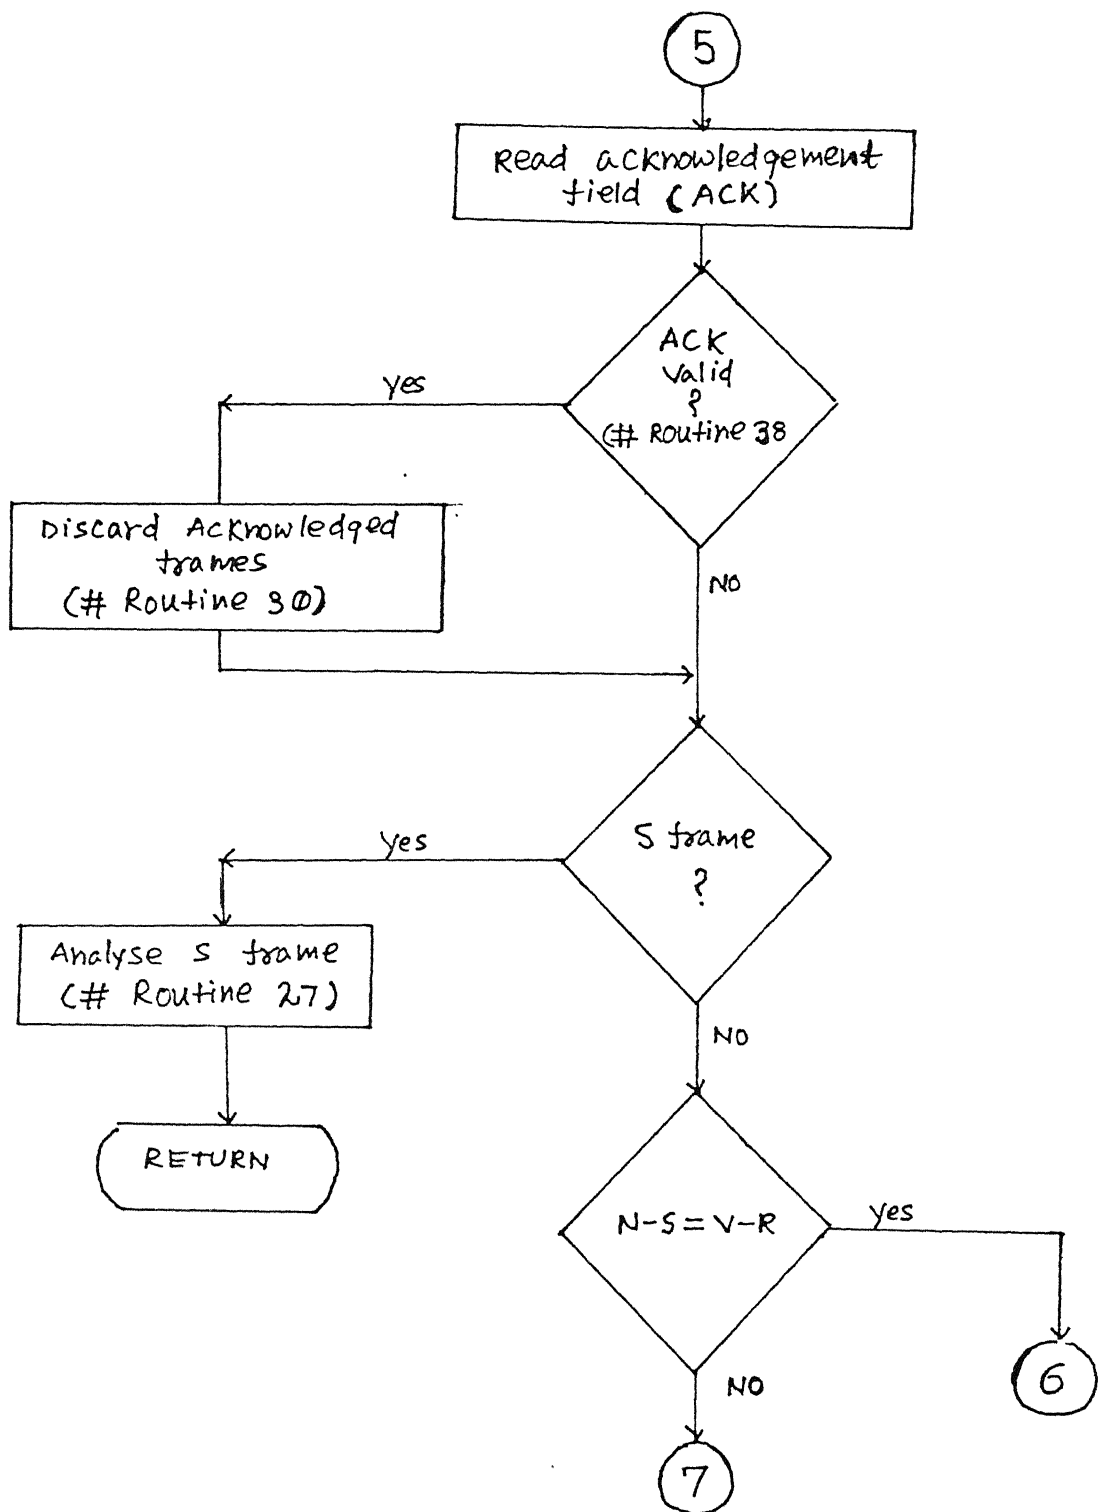 5
Read acknowledgement
field (ACK)
ACK
Valid
?
(# Routine 38
yes
Discard Acknowledged
frames
(# Routine 30)
NO
S frame
?
yes
Analyse S frame
(# Routine 27)
NO
RETURN
N-S=V-R
yes
6
NO
7